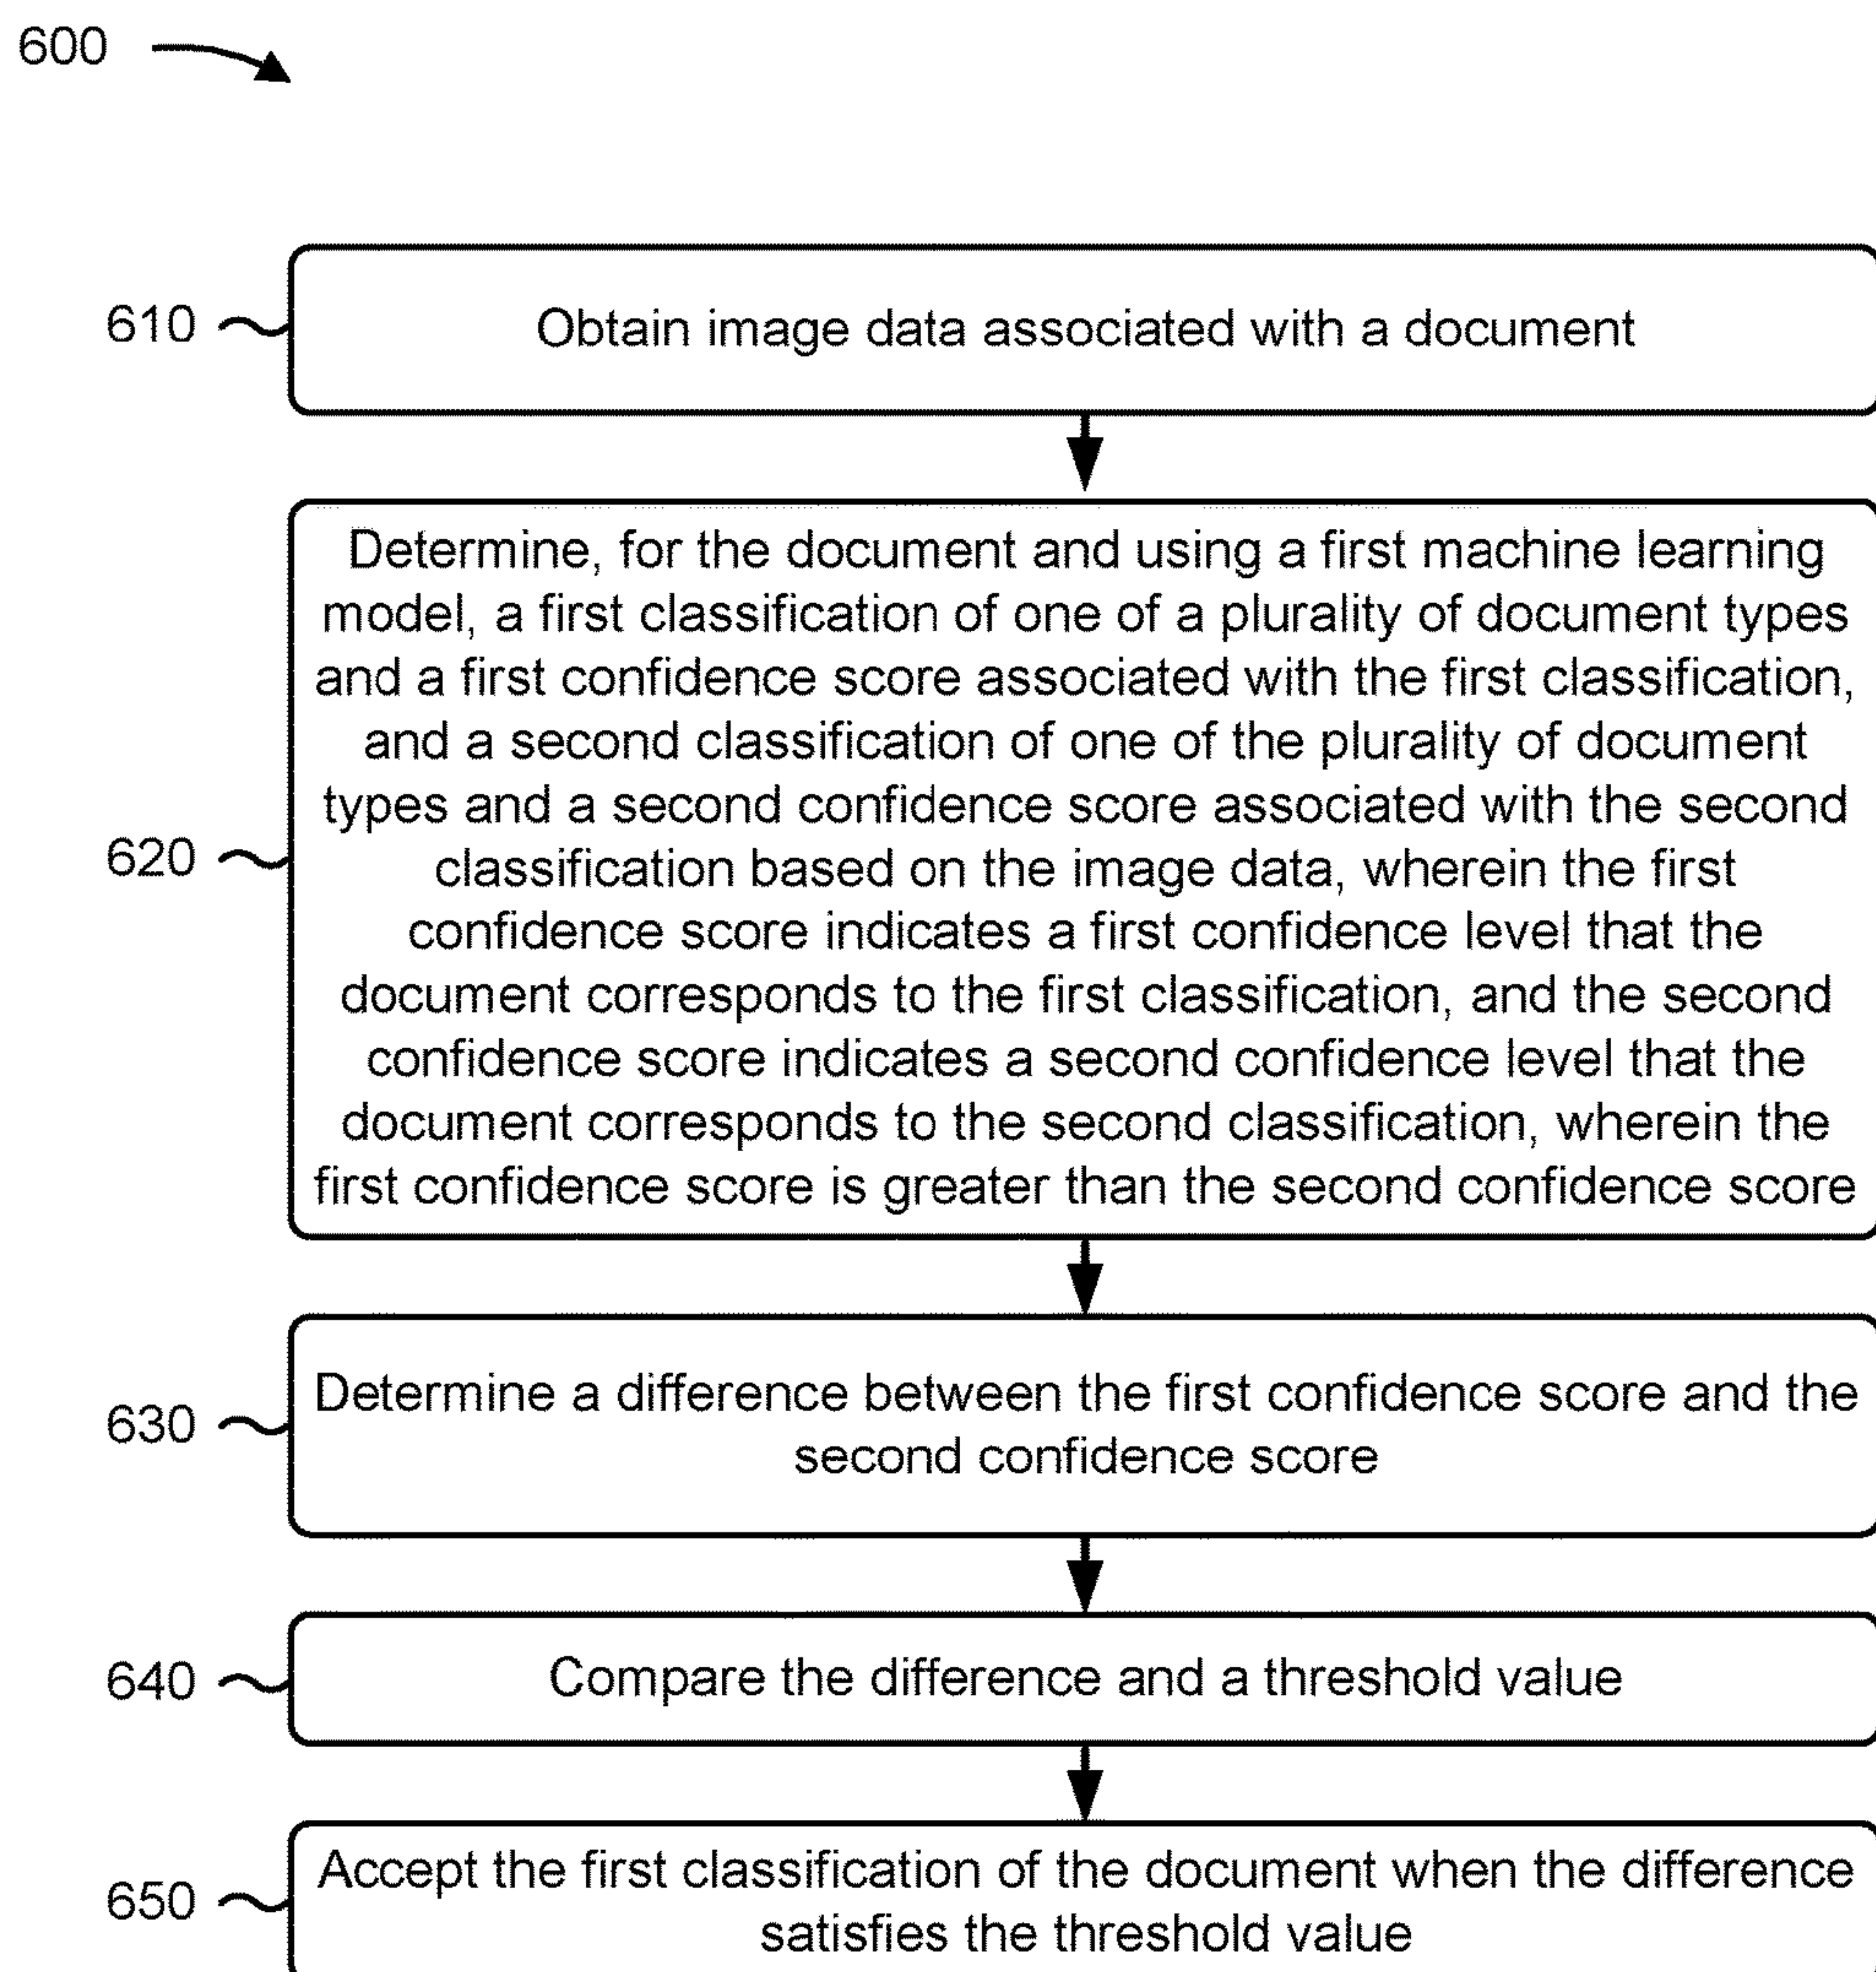 600
610
Obtain image data associated with a document
Determine, for the document and using a first machine learning
model, a first classification of one of a plurality of document types
and a first confidence score associated with the first classification,
and a second classification of one of the plurality of document
types and a second confidence score associated with the second
620
classification based on the image data, wherein the first
confidence score indicates a first confidence level that the
document corresponds to the first classification, and the second
confidence score indicates a second confidence level that the
document corresponds to the second classification, wherein the
first confidence score is greater than the second confidence score
630
Determine a difference between the first confidence score and the
second confidence score
640
Compare the difference and a threshold value
650
Accept the first classification of the document when the difference
satisfies the threshold value